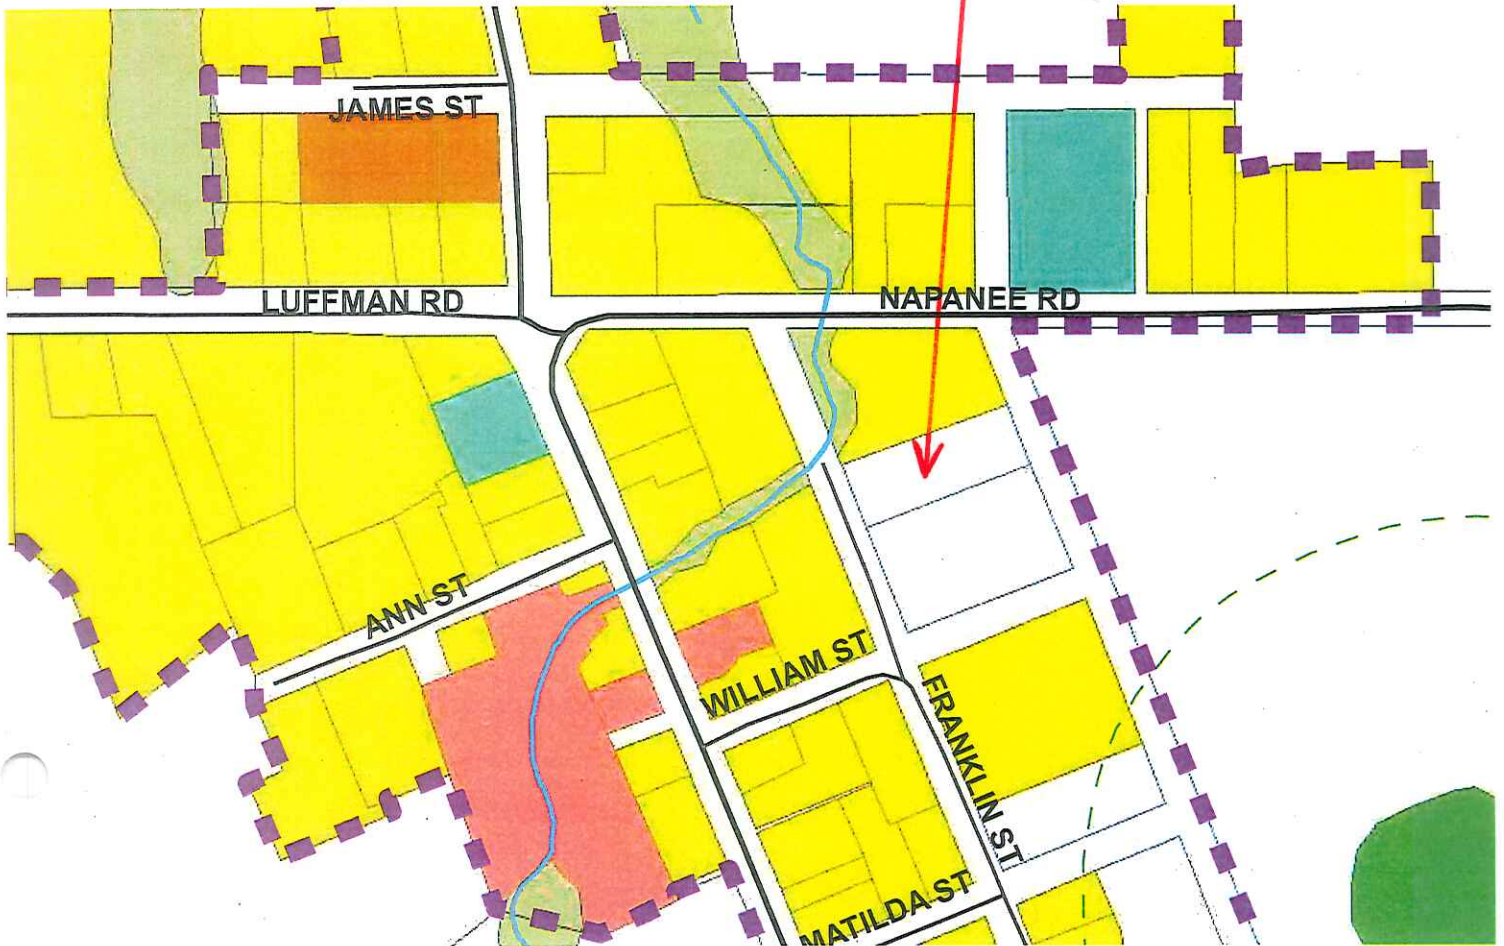 JAMES ST
LUFFMAN RD
NAPANEE RD
ANN ST
WILLIAM ST
FRANKLIN ST
MATILDA ST